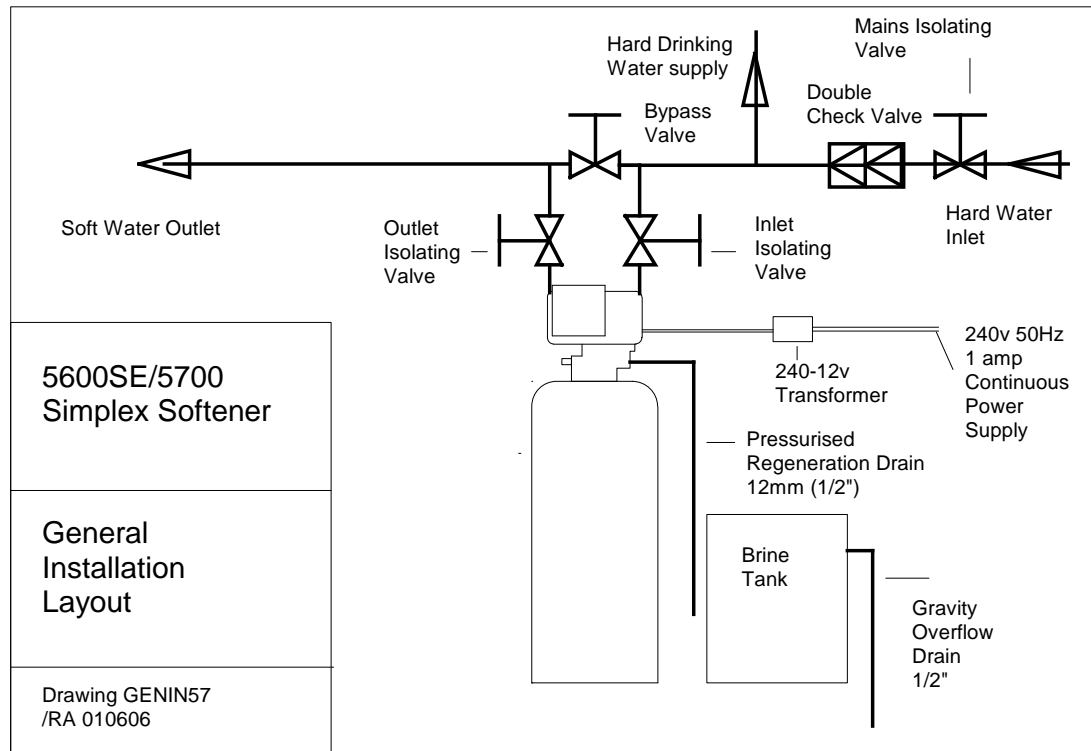 Mains Isolating
Valve
Hard Drinking
Water supply
Double
Check Valve
Bypass
Valve
Soft Water Outlet
Outlet
Isolating
Valve
Inlet
Isolating
Valve
Hard Water
Inlet
240v 50Hz
1 amp
Continuous
Power
Supply
240-12v
Transformer
5600SE/5700
Simplex Softener
Pressurised
Regeneration Drain
12mm (1/2")
General
Installation
Layout
Brine
Tank
Gravity
Overflow
Drain
1/2"
Drawing GENIN57
/RA 010606